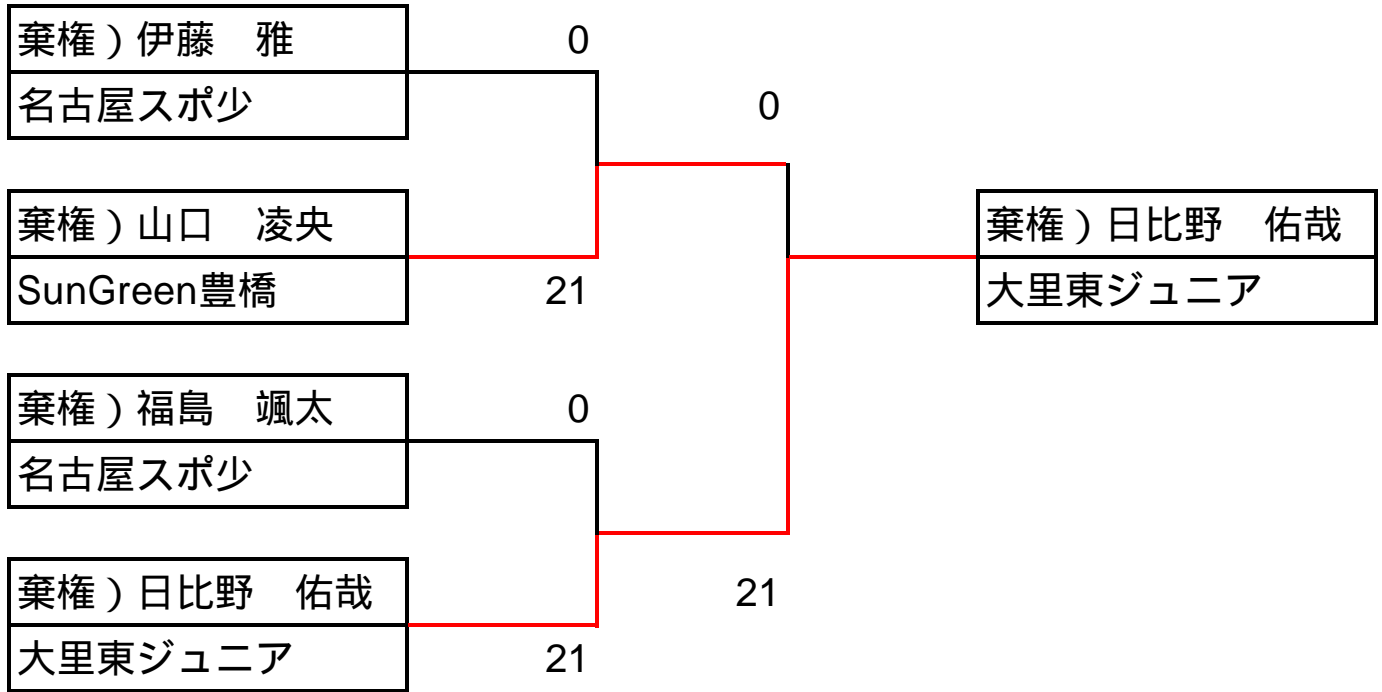 棄権）伊藤　雅
0
名古屋スポ少
0
棄権）山口　凌央
SunGreen豊橋
21
棄権）日比野　佑哉
大里東ジュニア
棄権）福島　颯太
0
名古屋スポ少
棄権）日比野　佑哉
21
大里東ジュニア
21